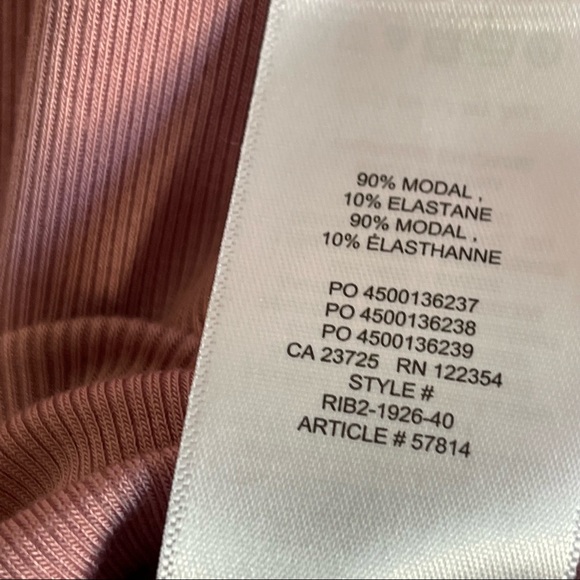 90% MODAL ,
10% ELASTANE
90% MODAL ,
10% ÉLASTHANNE
PO 4500136237
PO 4500136238
PO 4500136239
CA 23725 RN 122354
STYLE #
RIB2-1926-40
ARTICLE # 57814